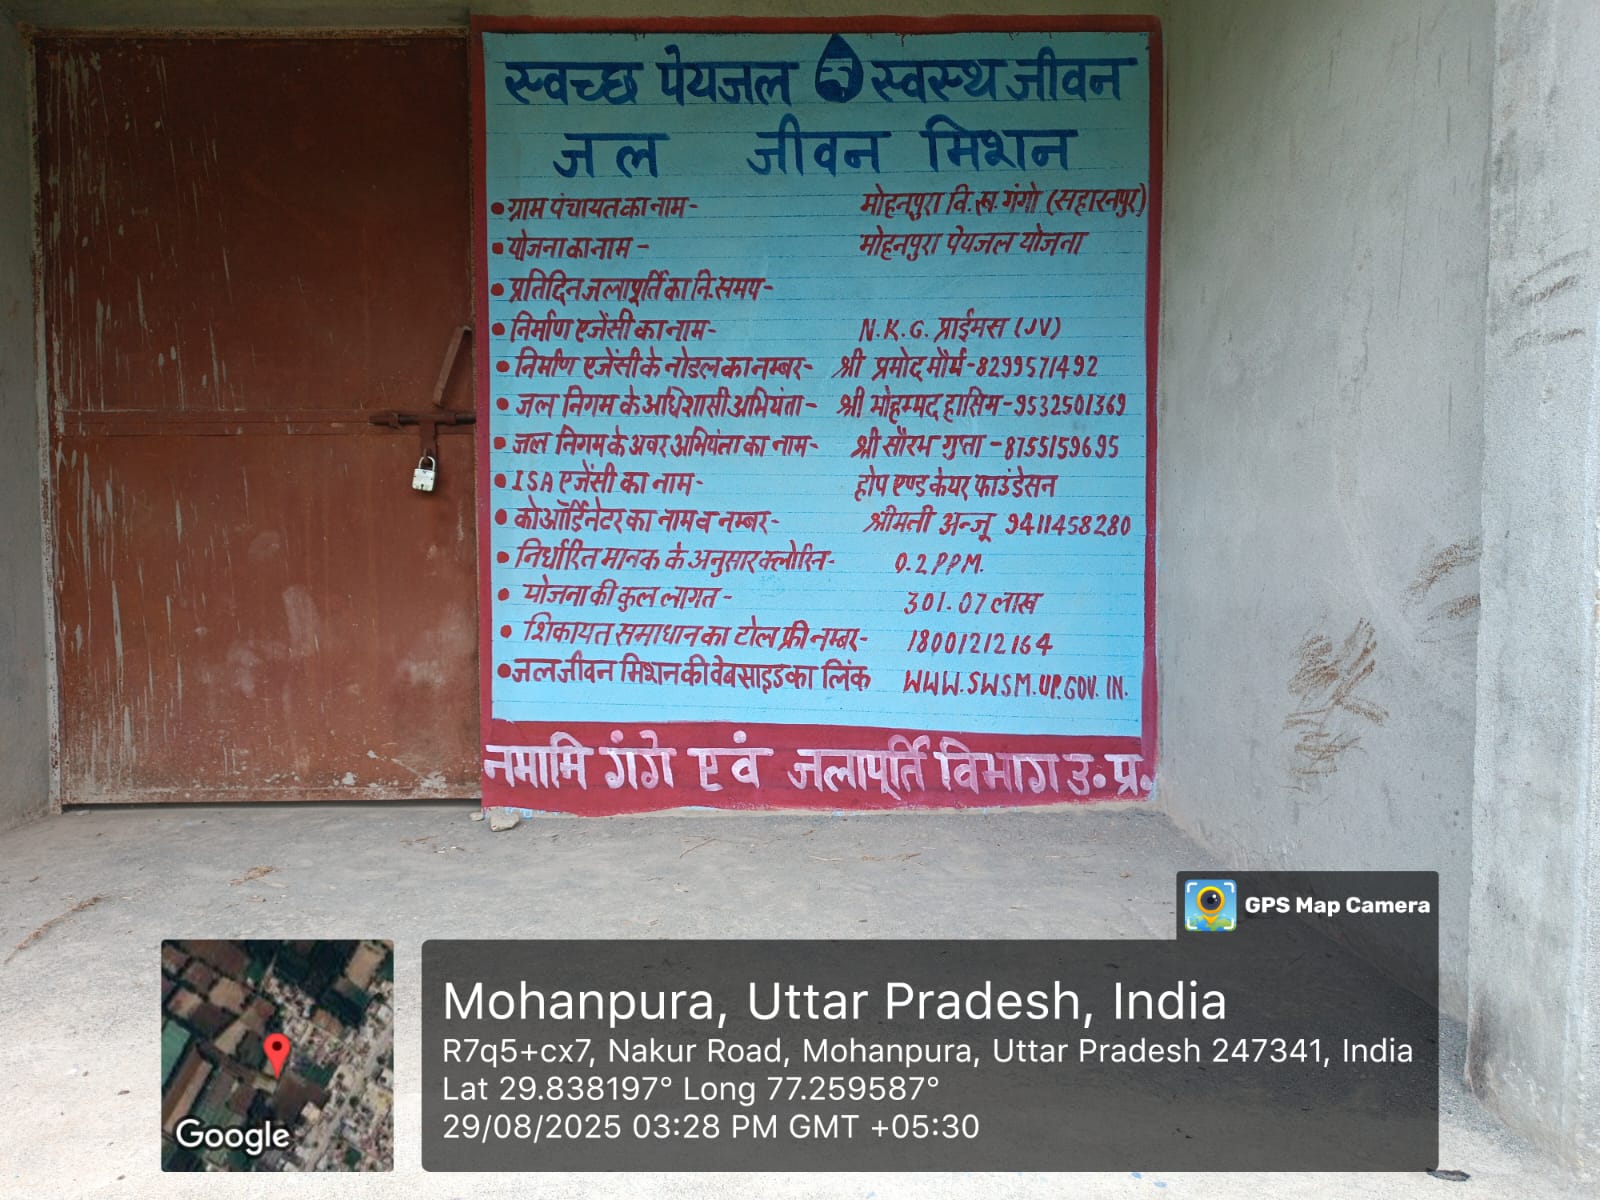 स्वच्छ पेयजल स्वस्थ जीवन
जल जीवन मिशन
• ग्राम पंचायत का नाम - मोहनपुरा वि.ख. गंगो (सहारनपुर)
• योजना का नाम - मोहनपुरा पेयजल योजना
• प्रतिदिन जलापूर्ति का नि.समय-
• निर्माण एजेंसी का नाम- N.K.G. प्राईमस (JV)
• निर्माण एजेंसी के नोडल का नम्बर- श्री प्रमोद मौर्य-8299571492
• जल निगम के अधिशासी अभियंता- श्री मोहम्मद हासिम-9532501369
• जल निगम के अवर अभियंता का नाम- श्री सौरभ गुप्ता -8755159695
• ISA एजेंसी का नाम- होप एण्ड केयर फाउंडेसन
• कोऑर्डिनेटर का नाम व नम्बर- श्रीमती अन्जू 9411458280
• निर्धारित मानक के अनुसार क्लोरिन- 0.2 PPM.
• योजना की कुल लागत - 301.07 लाख
• शिकायत समाधान का टोल फ्री नम्बर- 18001212164
• जल जीवन मिशन की वेबसाइड का लिंक WWW.SWSM.UP.GOV.IN.
नमामि गंगे एवं जलापूर्ति विभाग उ.प्र.
GPS Map Camera
Mohanpura, Uttar Pradesh, India
R7q5+cx7, Nakur Road, Mohanpura, Uttar Pradesh 247341, India
Lat 29.838197° Long 77.259587°
29/08/2025 03:28 PM GMT +05:30
Google